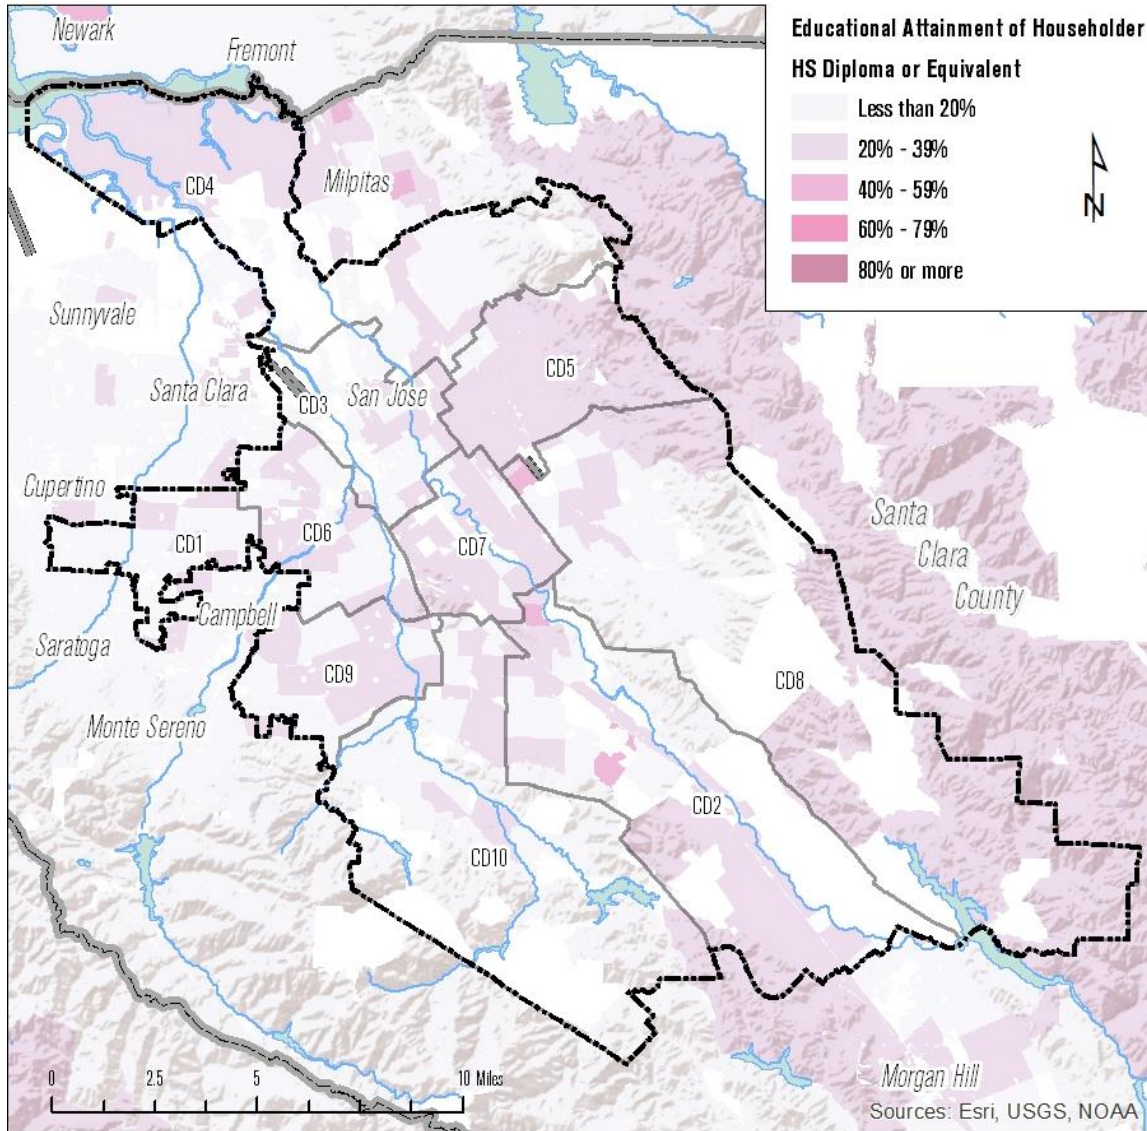 Newark
Fremont
Educational Attainment of Householder
HS Diploma or Equivalent
Less than 20%
20% - 39%
40% - 59%
60% - 79%
80% or more
N
CD4
Milpitas
Sunnyvale
Santa Clara
CD3
San Jose
CD5
Cupertino
CD1
CD6
CD7
Santa
Clara
County
Campbell
Saratoga
CD9
CD8
Monte Sereno
CD2
CD10
Morgan Hill
0 2.5 5 10 Miles
Sources: Esri, USGS, NOAA